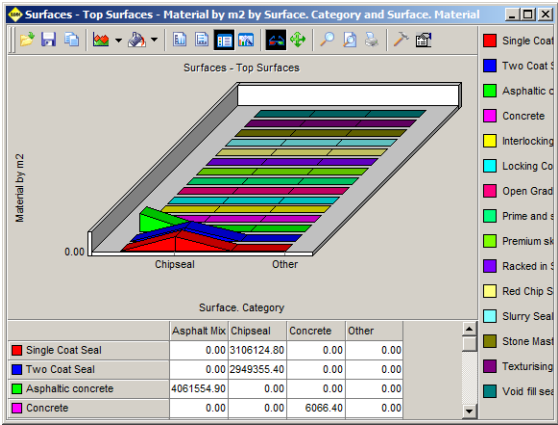 Surfaces - Top Surfaces - Material by m2 by Surface. Category and Surface. Material
Surfaces - Top Surfaces
Material by m2
0.00
Chipseal Other
Surface. Category
Single Coat
Two Coat S
Asphaltic c
Concrete
Interlocking
Locking Co
Open Grad
Prime and s
Premium sk
Racked in S
Red Chip S
Slurry Seal
Stone Mast
Texturising
Void fill sea
Asphalt Mix Chipseal Concrete Other
Single Coat Seal 0.00 3106124.80 0.00 0.00
Two Coat Seal 0.00 2949355.40 0.00 0.00
Asphaltic concrete 4061554.90 0.00 0.00 0.00
Concrete 0.00 0.00 6066.40 0.00